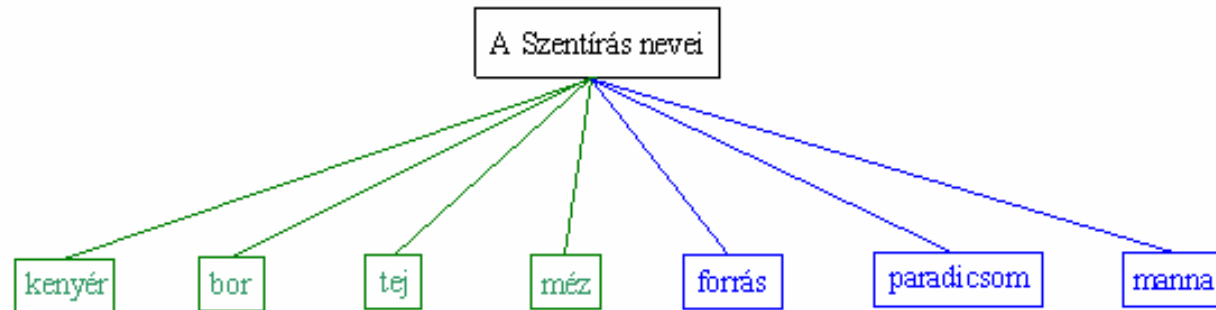 A Szentírás nevei
kenyér
bor
tej
méz
forrás
paradicsom
manna